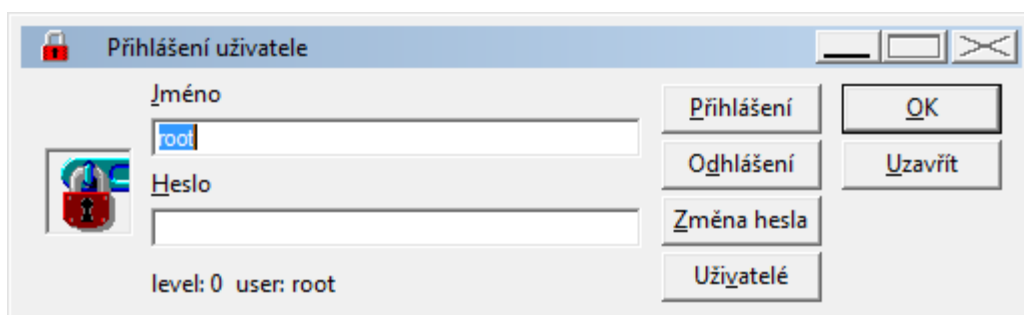 Přihlášení uživatele
Jméno
root
Heslo
level: 0 user: root
Přihlášení
Odhlášení
Změna hesla
Uživatelé
OK
Uzavřít